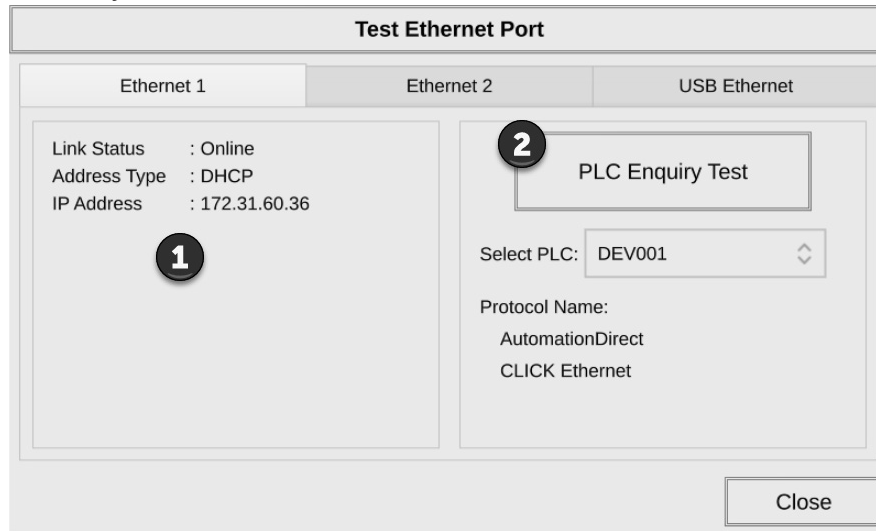 Test Ethernet Port
Ethernet 1
Ethernet 2
USB Ethernet
Link Status : Online
Address Type : DHCP
IP Address : 172.31.60.36
1
2
PLC Enquiry Test
Select PLC: DEV001
Protocol Name:
AutomationDirect
CLICK Ethernet
Close